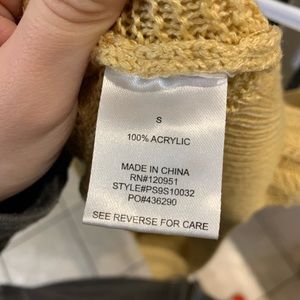 S
100% ACRYLIC
MADE IN CHINA
RN#120951
STYLE#PS9S10032
PO#436290
SEE REVERSE FOR CARE